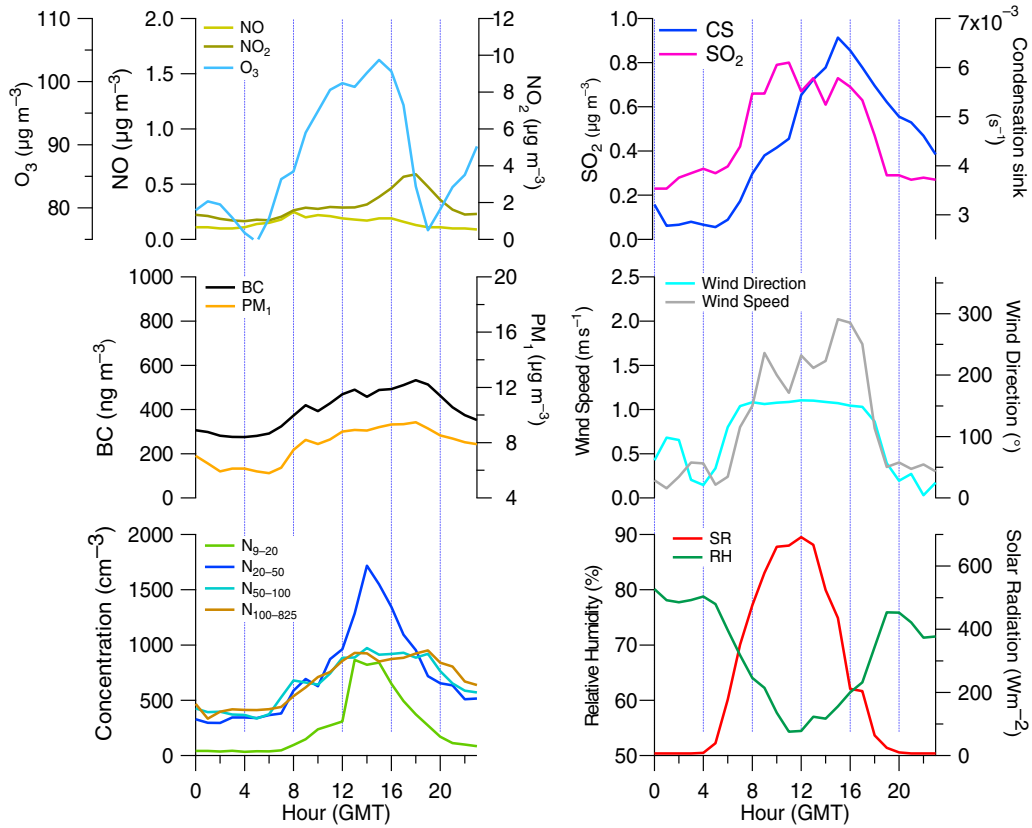 O₃ (µg m⁻³)
110
100
90
80
NO (µg m⁻³)
2.0
1.5
1.0
0.5
0.0
NO
NO₂
O₃
12
10
8
6
4
2
0
NO₂ (µg m⁻³)
SO₂ (µg m⁻³)
1.0
0.8
0.6
0.4
0.2
0.0
CS
SO₂
7x10⁻³
6
5
4
3
Condensation sink
(s⁻¹)
BC (ng m⁻³)
1000
800
600
400
200
0
BC
PM₁
20
16
12
8
4
PM₁ (µg m⁻³)
Wind Speed (m s⁻¹)
2.5
2.0
1.5
1.0
0.5
0.0
Wind Direction
Wind Speed
300
200
100
0
Wind Direction (°)
Concentration (cm⁻³)
2000
1500
1000
500
0
N₉₋₂₀
N₂₀₋₅₀
N₅₀₋₁₀₀
N₁₀₀₋₈₂₅
0 4 8 12 16 20
Hour (GMT)
Relative Humidity (%)
90
80
70
60
50
SR
RH
600
400
200
0
Solar Radiation (Wm⁻²)
0 4 8 12 16 20
Hour (GMT)